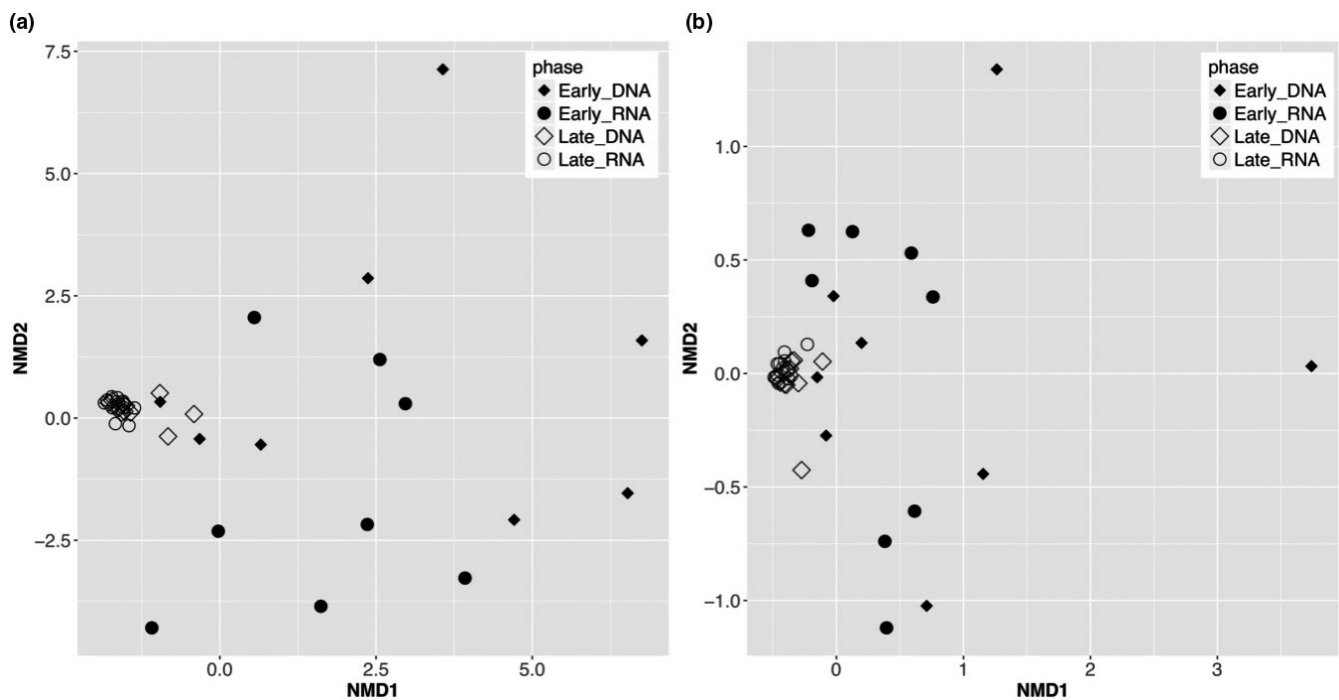 (a)
7.5
5.0
2.5
0.0
−2.5
NMD2
0.0
2.5
5.0
NMD1
phase
Early_DNA
Early_RNA
Late_DNA
Late_RNA
(b)
1.0
0.5
0.0
−0.5
−1.0
NMD2
0
1
2
3
NMD1
phase
Early_DNA
Early_RNA
Late_DNA
Late_RNA